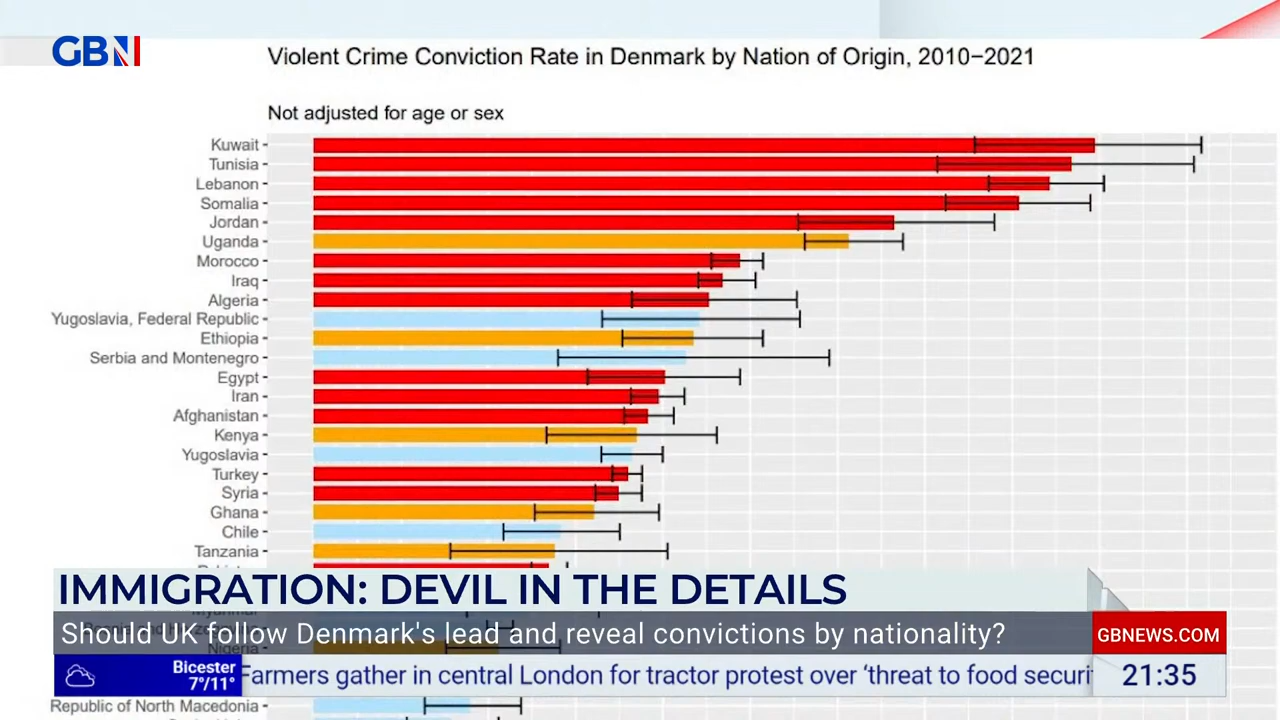 GBN
Violent Crime Conviction Rate in Denmark by Nation of Origin, 2010−2021
Not adjusted for age or sex
Kuwait
Tunisia
Lebanon
Somalia
Jordan
Uganda
Morocco
Iraq
Algeria
Yugoslavia, Federal Republic
Ethiopia
Serbia and Montenegro
Egypt
Iran
Afghanistan
Kenya
Yugoslavia
Turkey
Syria
Ghana
Chile
Tanzania
IMMIGRATION: DEVIL IN THE DETAILS
Should UK follow Denmark's lead and reveal convictions by nationality?
GBNEWS.COM
Nigeria
Bicester
7°/11°
Farmers gather in central London for tractor protest over ‘threat to food securi
21:35
Republic of North Macedonia